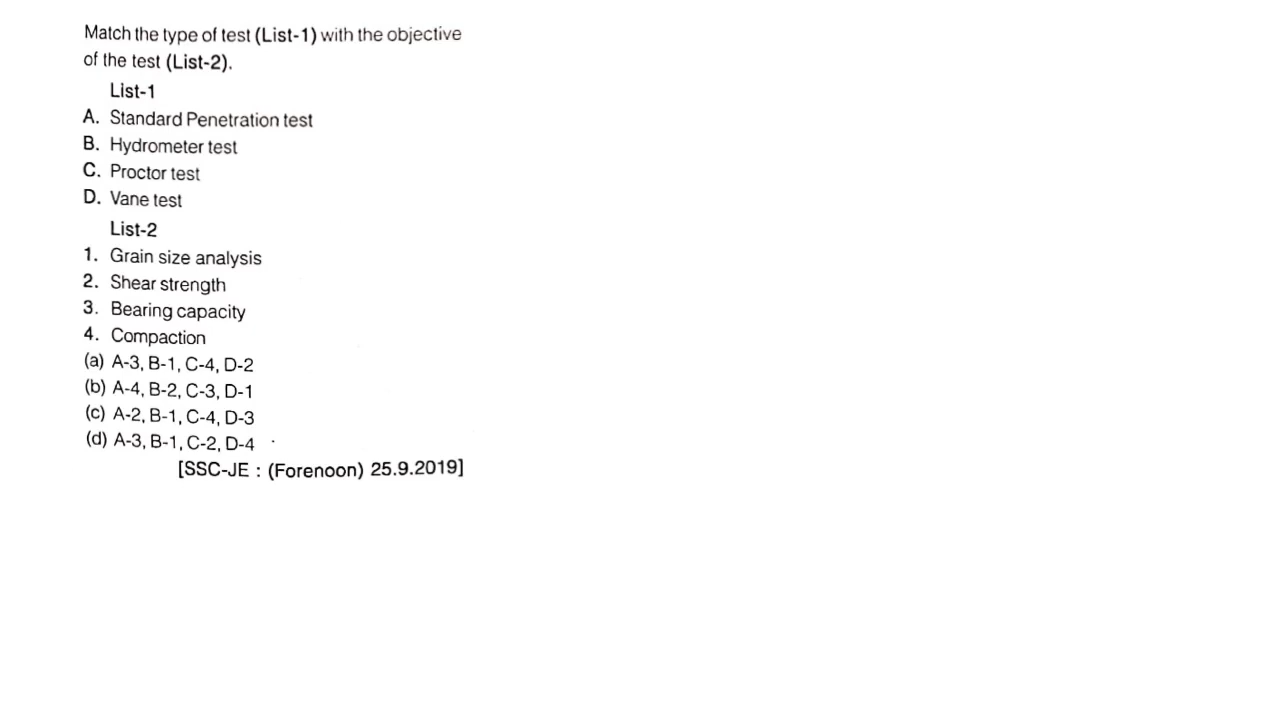 Match the type of test (List-1) with the objective
of the test (List-2).
List-1
A. Standard Penetration test
B. Hydrometer test
C. Proctor test
D. Vane test
List-2
1. Grain size analysis
2. Shear strength
3. Bearing capacity
4. Compaction
(a) A-3, B-1, C-4, D-2
(b) A-4, B-2, C-3, D-1
(c) A-2, B-1, C-4, D-3
(d) A-3, B-1, C-2, D-4
[SSC-JE : (Forenoon) 25.9.2019]